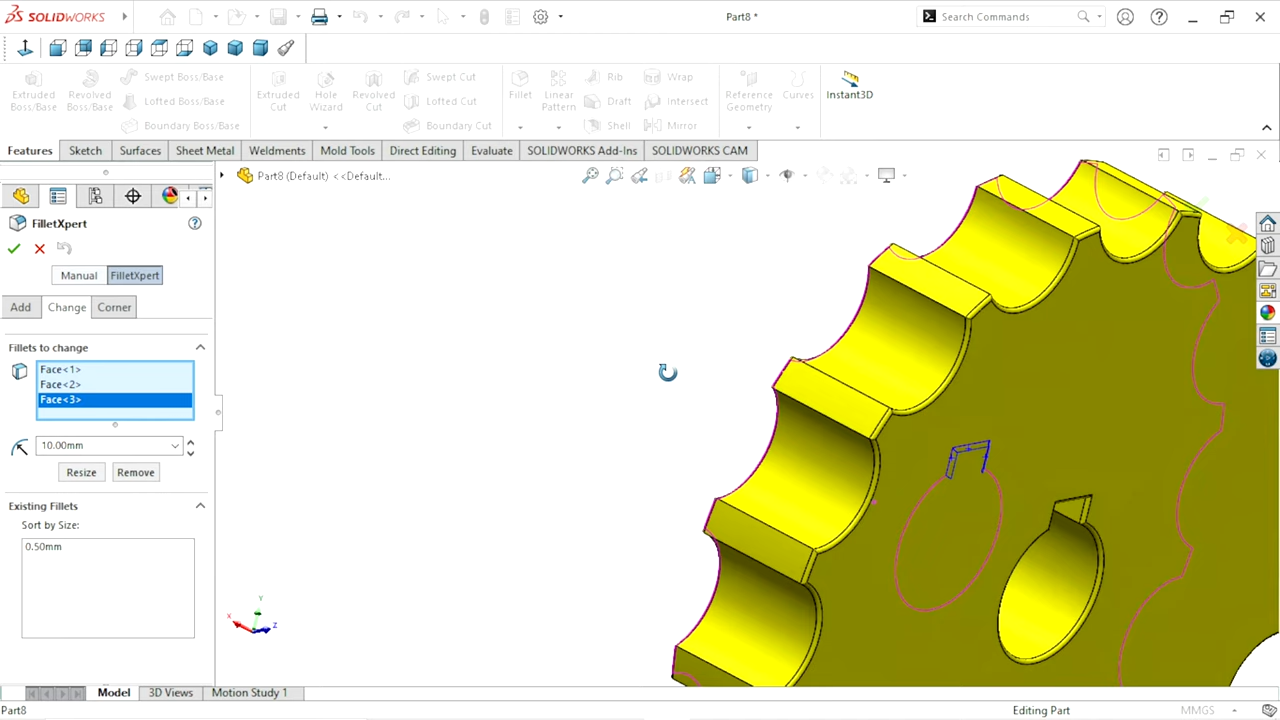 SOLIDWORKS
Part8 *
Search Commands
Extruded Boss/Base
Revolved Boss/Base
Swept Boss/Base
Lofted Boss/Base
Boundary Boss/Base
Extruded Cut
Hole Wizard
Revolved Cut
Swept Cut
Lofted Cut
Boundary Cut
Fillet
Linear Pattern
Rib
Draft
Shell
Wrap
Intersect
Mirror
Reference Geometry
Curves
Instant3D
Features
Sketch
Surfaces
Sheet Metal
Weldments
Mold Tools
Direct Editing
Evaluate
SOLIDWORKS Add-Ins
SOLIDWORKS CAM
Part8 (Default) <<Default...
FilletXpert
Manual
FilletXpert
Add
Change
Corner
Fillets to change
Face<1>
Face<2>
Face<3>
10.00mm
Resize
Remove
Existing Fillets
Sort by Size:
0.50mm
Y
X
Z
Model
3D Views
Motion Study 1
Part8
Editing Part
MMGS